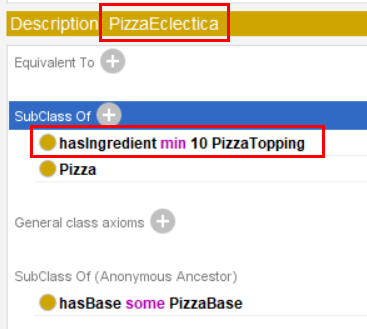 Description: PizzaEclectica
Equivalent To
SubClass Of
hasIngredient min 10 PizzaTopping
Pizza
General class axioms
SubClass Of (Anonymous Ancestor)
hasBase some PizzaBase